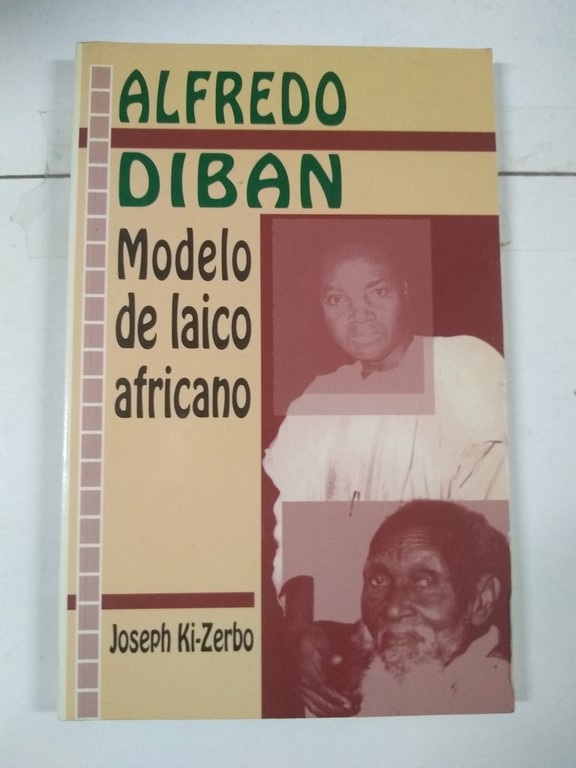 ALFREDO
DIBAN
Modelo
de laico
africano
Joseph Ki-Zerbo